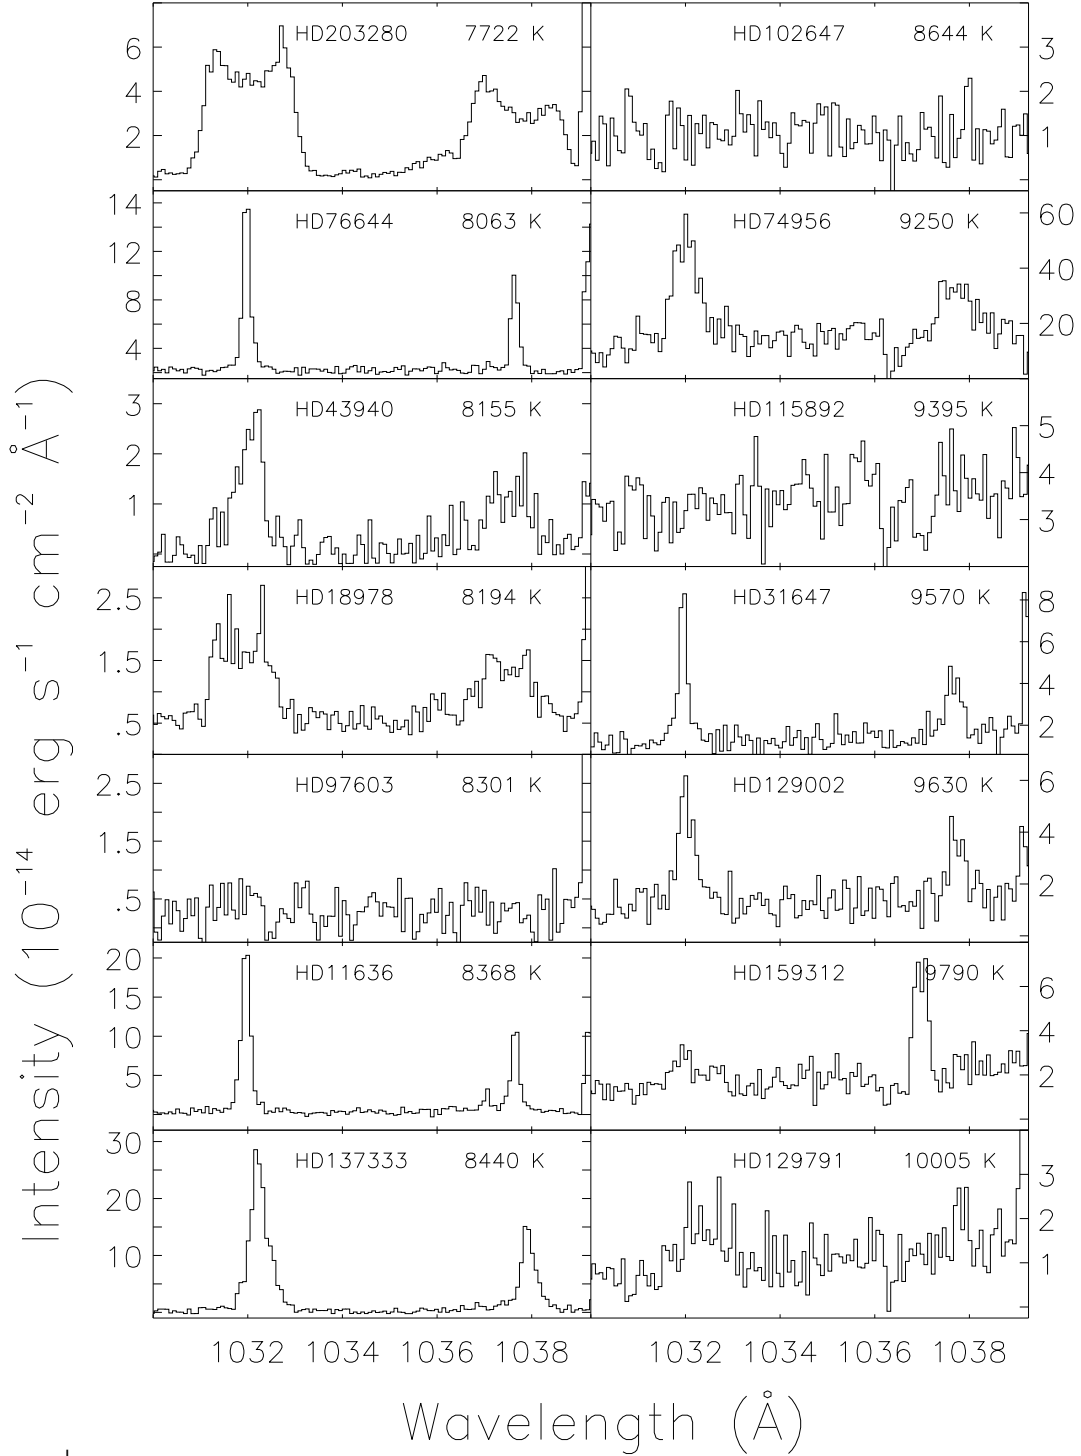 HD203280 7722 K
6
4
2
HD102647 8644 K
3
2
1
HD76644 8063 K
14
12
8
4
HD74956 9250 K
60
40
20
HD43940 8155 K
3
2
1
HD115892 9395 K
5
4
3
HD18978 8194 K
2.5
1.5
.5
HD31647 9570 K
8
6
4
2
HD97603 8301 K
2.5
1.5
.5
HD129002 9630 K
6
4
2
HD11636 8368 K
20
15
10
5
HD159312 9790 K
6
4
2
HD137333 8440 K
30
20
10
HD129791 10005 K
3
2
1
1032 1034 1036 1038 1032 1034 1036 1038
Wavelength (Å)
Intensity (10⁻¹⁴ erg s⁻¹ cm⁻² Å⁻¹)